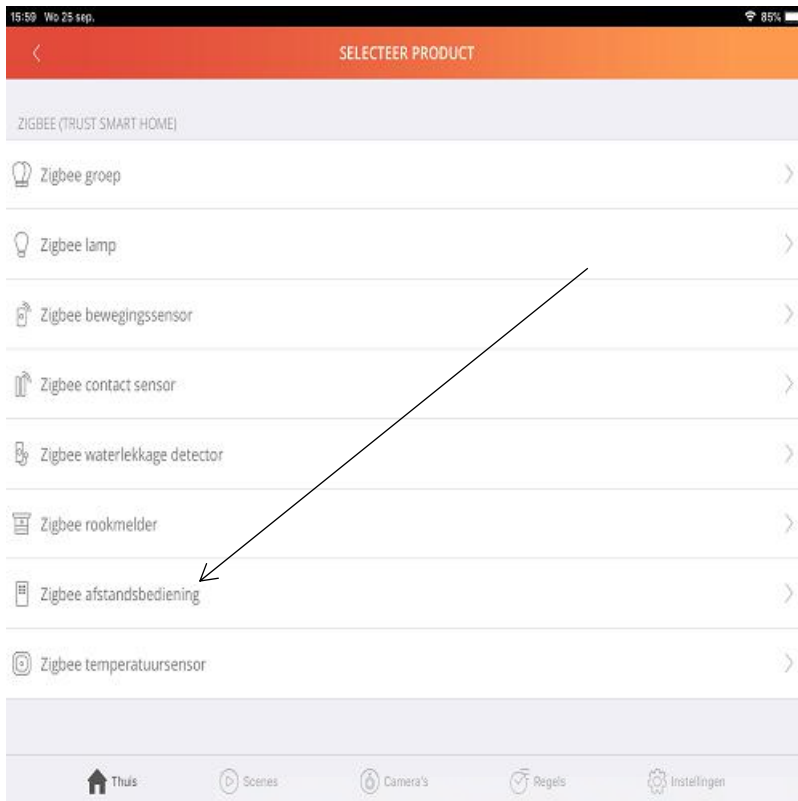 15:59 Wo 25 sep. 85%
SELECTEER PRODUCT
ZIGBEE (TRUST SMART HOME)
Zigbee groep
Zigbee lamp
Zigbee bewegingssensor
Zigbee contact sensor
Zigbee waterlekkage detector
Zigbee rookmelder
Zigbee afstandsbediening
Zigbee temperatuursensor
Thuis Scenes Camera's Regels Instellingen